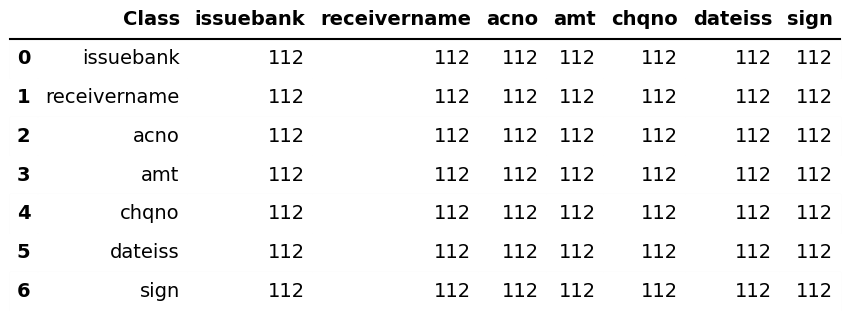 Class issuebank receivername acno amt chqno dateiss sign
0 issuebank 112 112 112 112 112 112 112
1 receivername 112 112 112 112 112 112 112
2 acno 112 112 112 112 112 112 112
3 amt 112 112 112 112 112 112 112
4 chqno 112 112 112 112 112 112 112
5 dateiss 112 112 112 112 112 112 112
6 sign 112 112 112 112 112 112 112